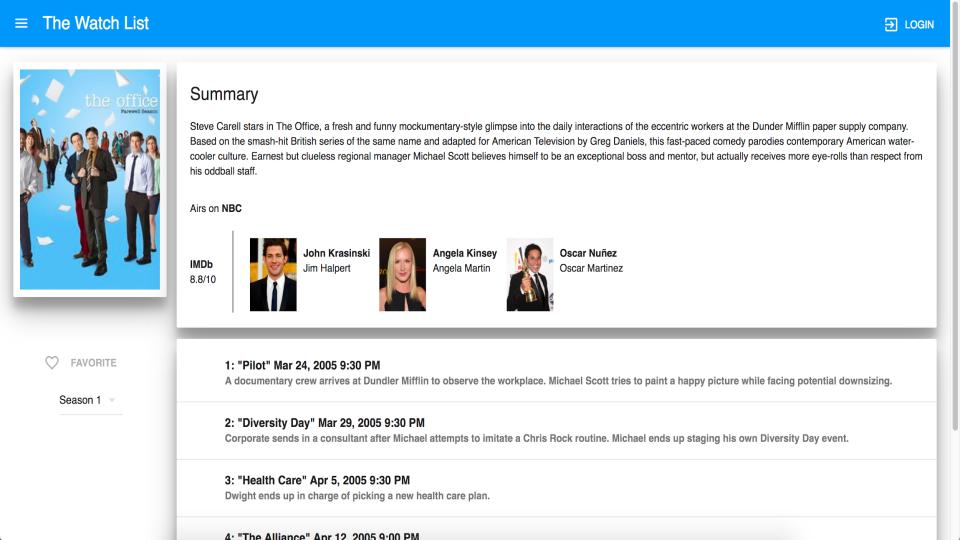 The Watch List
LOGIN
the office
Farewell Season
Summary
Steve Carell stars in The Office, a fresh and funny mockumentary-style glimpse into the daily interactions of the eccentric workers at the Dunder Mifflin paper supply company.
Based on the smash-hit British series of the same name and adapted for American Television by Greg Daniels, this fast-paced comedy parodies contemporary American water-
cooler culture. Earnest but clueless regional manager Michael Scott believes himself to be an exceptional boss and mentor, but actually receives more eye-rolls than respect from
his oddball staff.
Airs on NBC
IMDb
8.8/10
John Krasinski
Jim Halpert
Angela Kinsey
Angela Martin
Oscar Nuñez
Oscar Martinez
FAVORITE
Season 1
1: "Pilot" Mar 24, 2005 9:30 PM
A documentary crew arrives at Dundler Mifflin to observe the workplace. Michael Scott tries to paint a happy picture while facing potential downsizing.
2: "Diversity Day" Mar 29, 2005 9:30 PM
Corporate sends in a consultant after Michael attempts to imitate a Chris Rock routine. Michael ends up staging his own Diversity Day event.
3: "Health Care" Apr 5, 2005 9:30 PM
Dwight ends up in charge of picking a new health care plan.
4: "The Alliance" Apr 12, 2005 9:00 PM